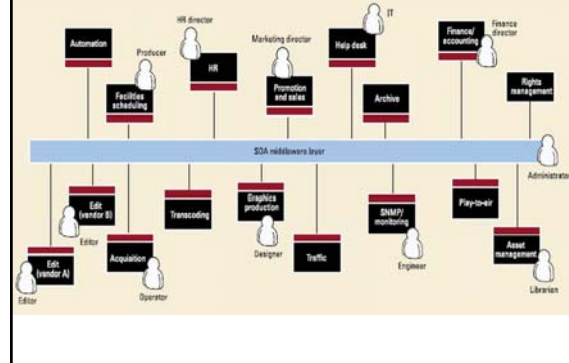 HR director
Marketing director
IT
Finance
director
Producer
Automation
Facilities
scheduling
HR
Promotion
and sales
Help desk
Archive
Finance/
accounting
Rights
management
SOA middleware layer
Administrator
Edit
(vendor B)
Editor
Edit
(vendor A)
Editor
Acquisition
Operator
Transcoding
Graphics
production
Designer
Traffic
SNMP/
monitoring
Engineer
Play-to-air
Asset
management
Librarian